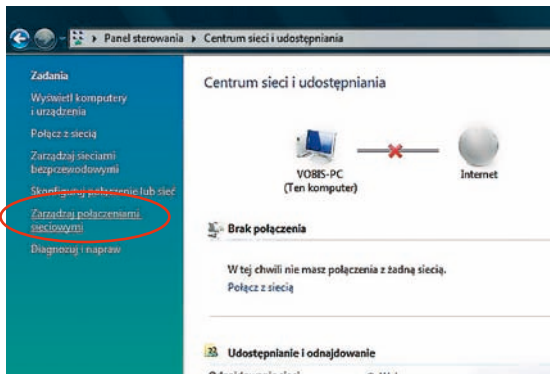 Panel sterowania ▸ Centrum sieci i udostępniania
Zadania
Wyświetl komputery
i urządzenia
Połącz z siecią
Zarządzaj sieciami
bezprzewodowymi
Skonfiguruj połączenie lub sieć
Zarządzaj połączeniami
sieciowymi
Diagnozuj i napraw
Centrum sieci i udostępniania
VOBIS-PC
(Ten komputer)
Internet
Brak połączenia
W tej chwili nie masz połączenia z żadną siecią.
Połącz z siecią
Udostępnianie i odnajdowanie